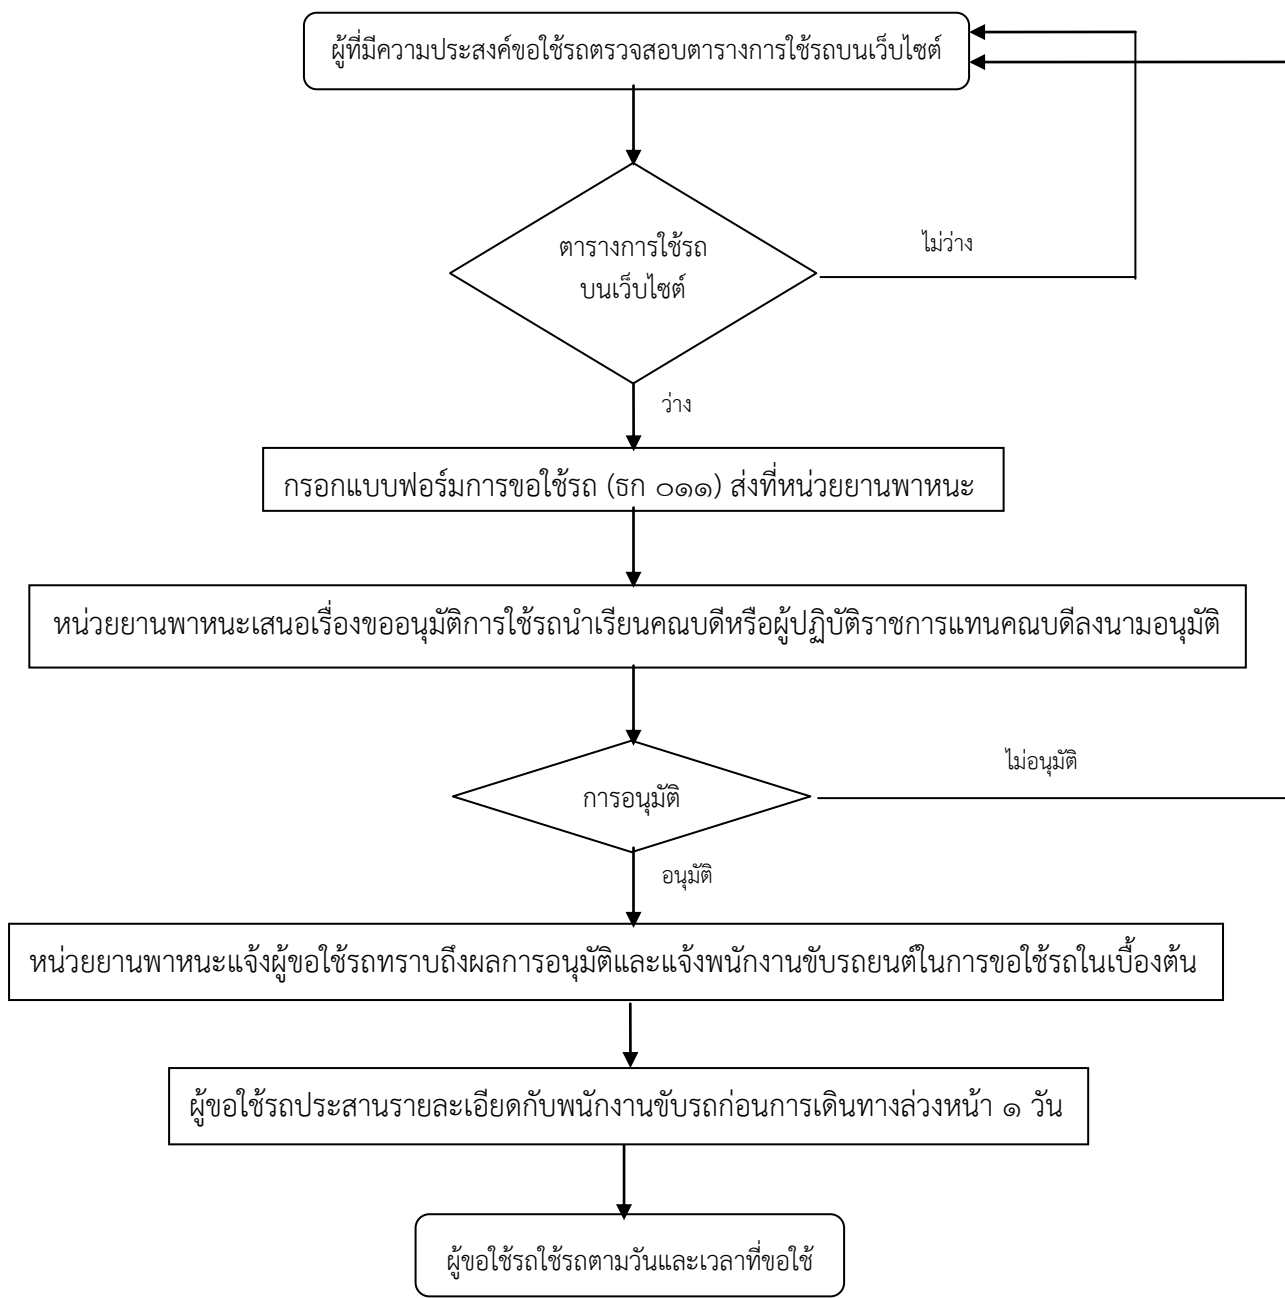 ผู้ที่มีความประสงค์ขอใช้รถตรวจสอบตารางการใช้รถบนเว็บไซต์
ตารางการใช้รถ
บนเว็บไซต์
ไม่ว่าง
ว่าง
กรอกแบบฟอร์มการขอใช้รถ (ธก ๐๑๑) ส่งที่หน่วยยานพาหนะ
หน่วยยานพาหนะเสนอเรื่องขออนุมัติการใช้รถนำเรียนคณบดีหรือผู้ปฏิบัติราชการแทนคณบดีลงนามอนุมัติ
ไม่อนุมัติ
การอนุมัติ
อนุมัติ
หน่วยยานพาหนะแจ้งผู้ขอใช้รถทราบถึงผลการอนุมัติและแจ้งพนักงานขับรถยนต์ในการขอใช้รถในเบื้องต้น
ผู้ขอใช้รถประสานรายละเอียดกับพนักงานขับรถก่อนการเดินทางล่วงหน้า ๑ วัน
ผู้ขอใช้รถใช้รถตามวันและเวลาที่ขอใช้